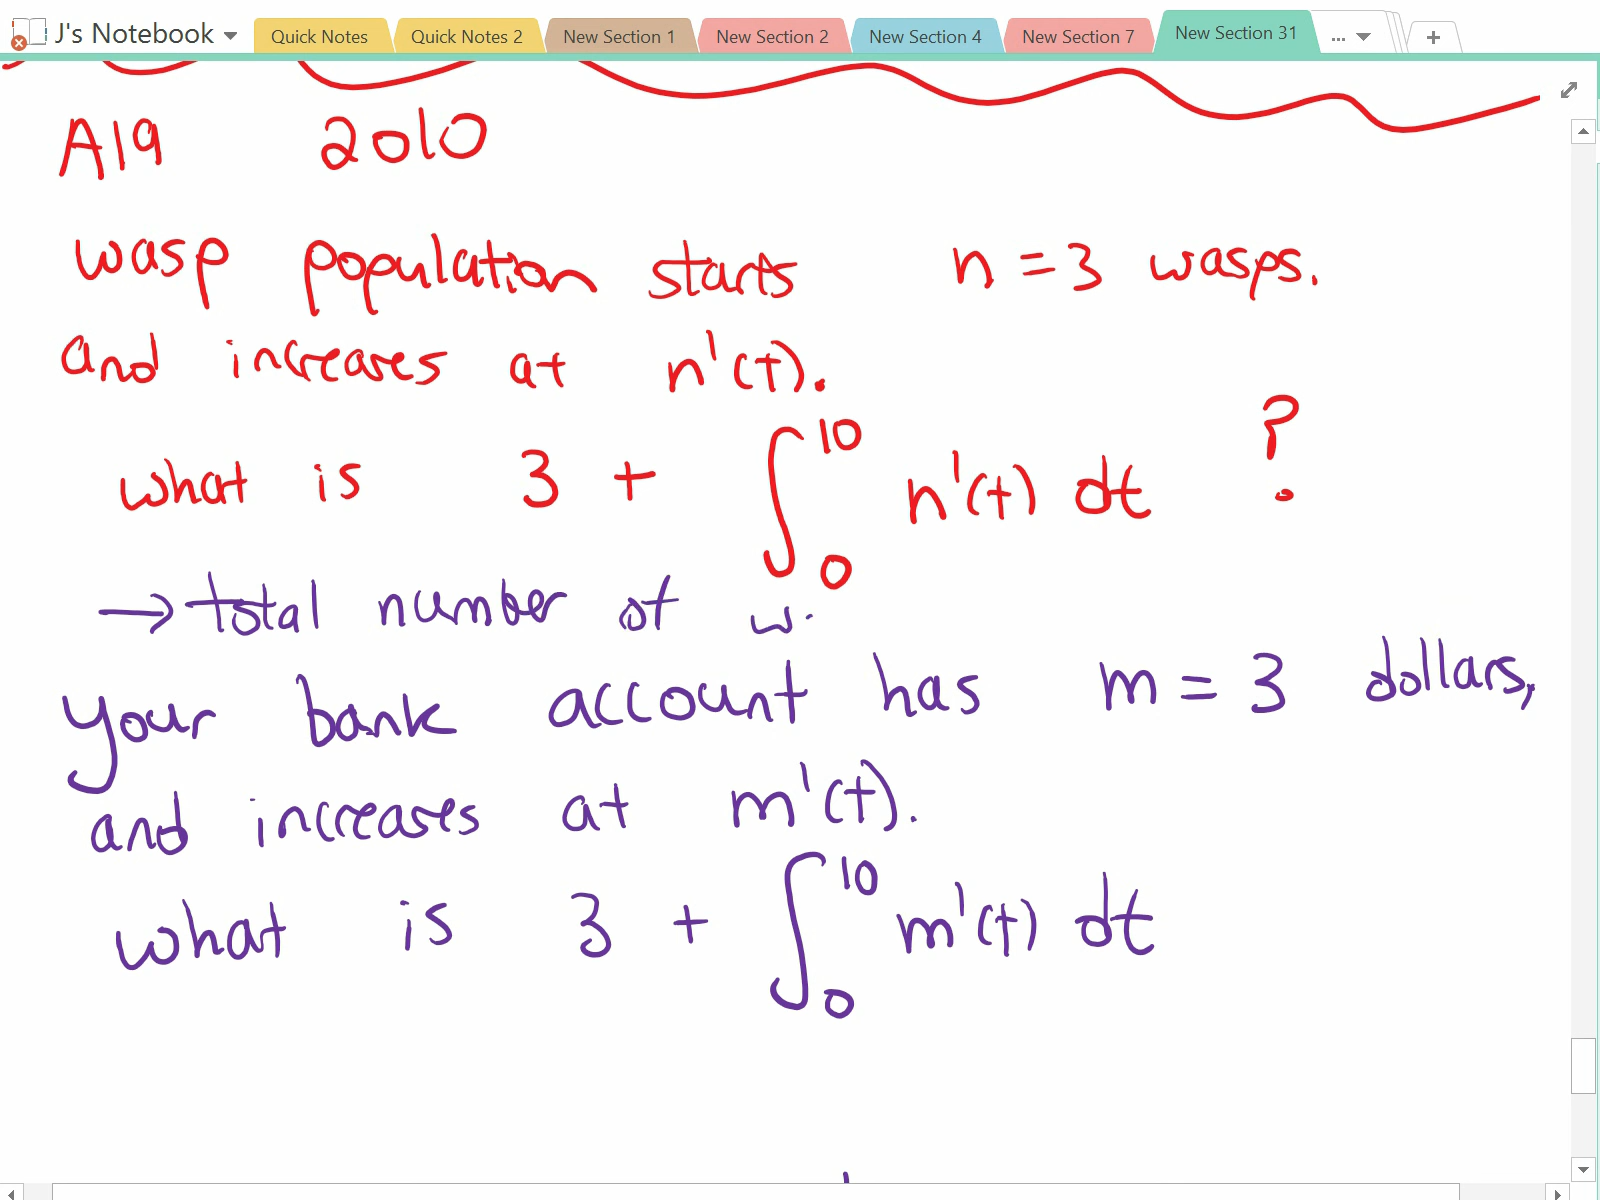 J's Notebook
Quick Notes
Quick Notes 2
New Section 1
New Section 2
New Section 4
New Section 7
New Section 31
...
+
A19 2010
wasp population starts n = 3 wasps.
and increases at n'(t).
what is 3 + ∫₀¹⁰ n'(t) dt ?
→ total number of w.
your bank account has m = 3 dollars,
and increases at m'(t).
what is 3 + ∫₀¹⁰ m'(t) dt